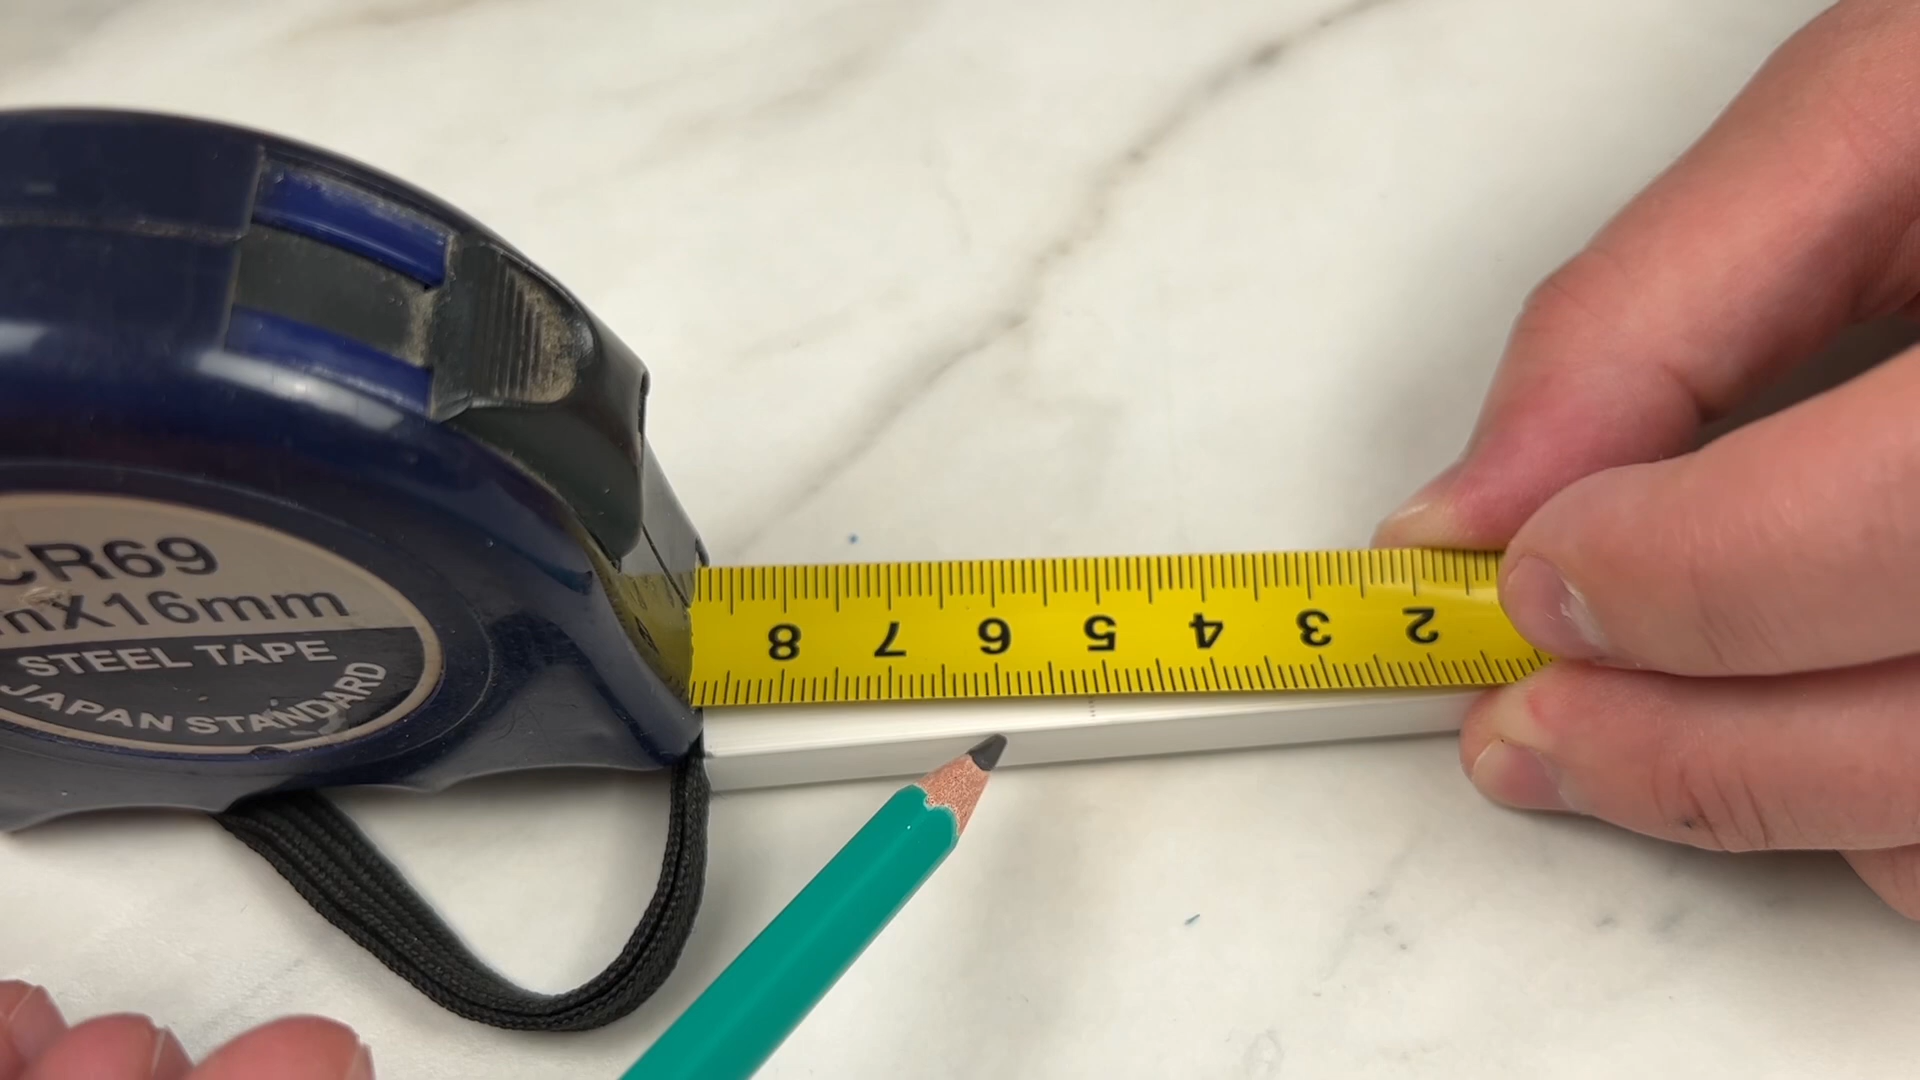 CR69
mX16mm
STEEL TAPE
JAPAN STANDARD
8 7 6 5 4 3 2